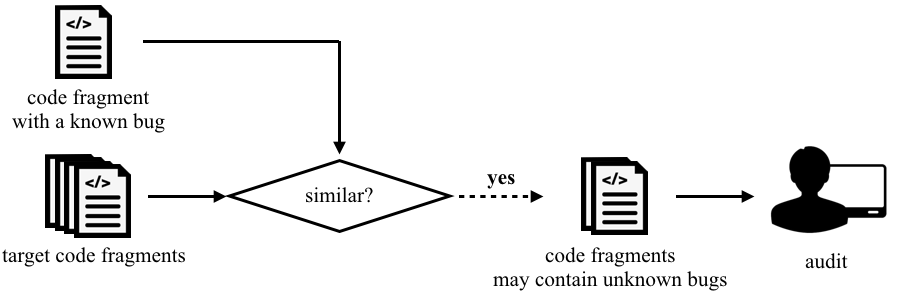 </>
code fragment
with a known bug
</>
target code fragments
similar?
yes
</>
code fragments
may contain unknown bugs
audit